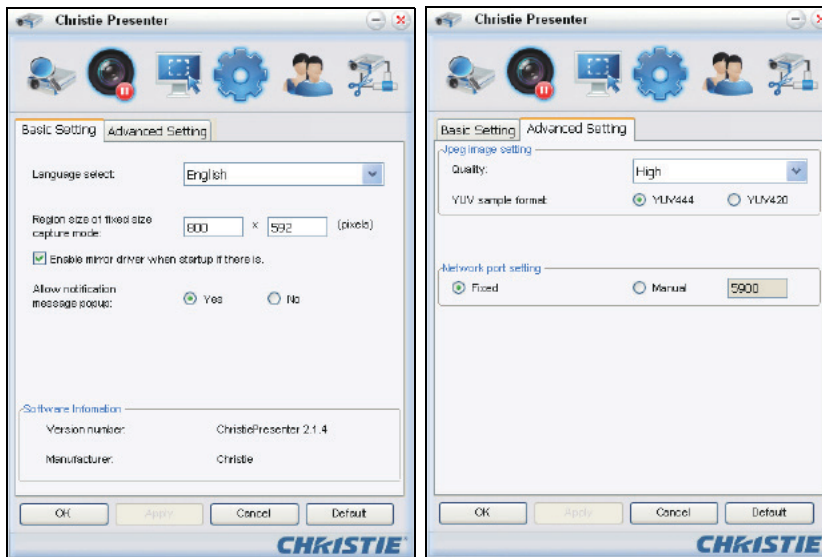 Christie Presenter
Basic Setting
Advanced Setting
Language select:
English
Region size of fixed size
capture mode:
800
x
592
(pixels)
Enable mirror driver when startup if there is.
Allow notification
message popup:
Yes
No
Software Infomation
Version number:
ChristiePresenter 2.1.4
Manufacturer:
Christie
OK
Apply
Cancel
Default
CHRISTIE
Christie Presenter
Basic Setting
Advanced Setting
Jpeg image setting
Quality:
High
YUV sample format:
YUV444
YUV420
Network port setting
Fixed
Manual
5900
OK
Apply
Cancel
Default
CHRISTIE